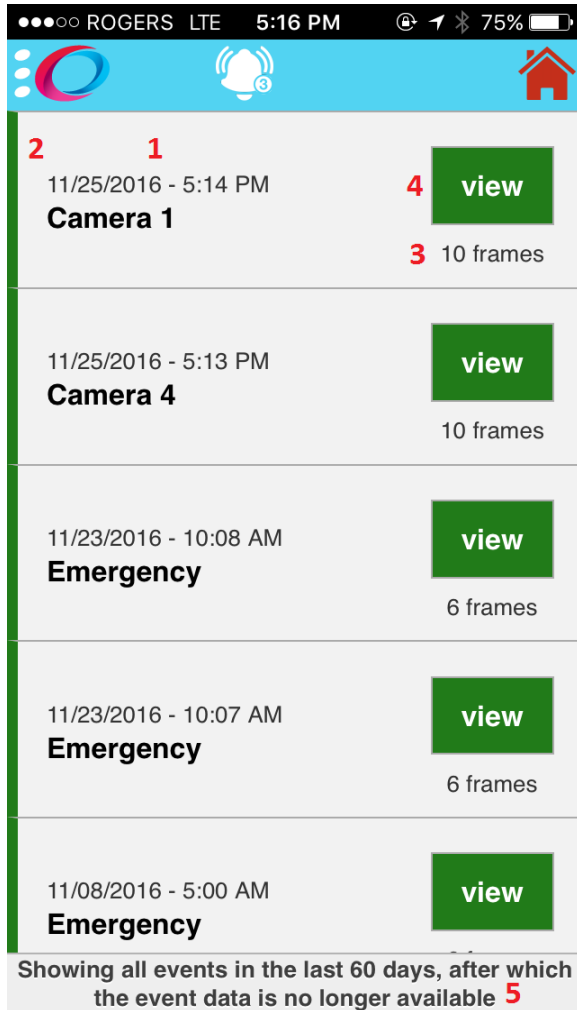 ROGERS LTE 5:16 PM 75%
3
2 1
11/25/2016 - 5:14 PM
Camera 1
4 view
3 10 frames
11/25/2016 - 5:13 PM
Camera 4
view
10 frames
11/23/2016 - 10:08 AM
Emergency
view
6 frames
11/23/2016 - 10:07 AM
Emergency
view
6 frames
11/08/2016 - 5:00 AM
Emergency
view
Showing all events in the last 60 days, after which
the event data is no longer available 5